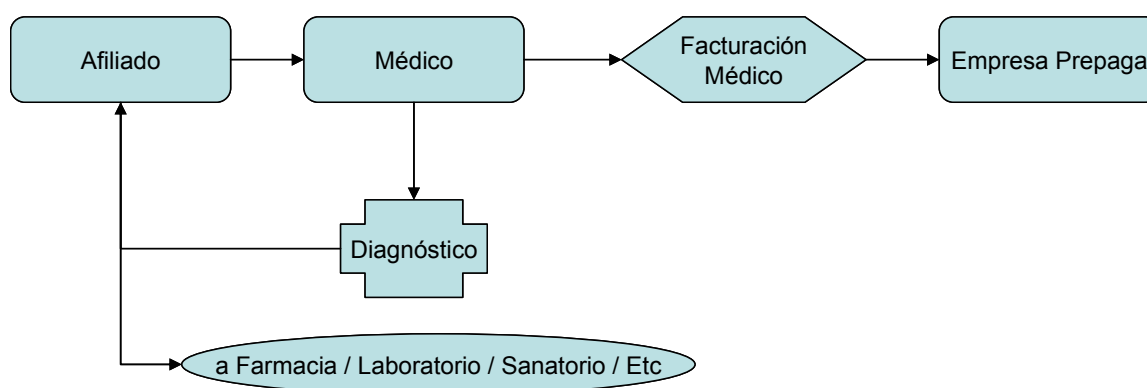 Afiliado
Médico
Facturación
Médico
Empresa Prepaga
Diagnóstico
a Farmacia / Laboratorio / Sanatorio / Etc